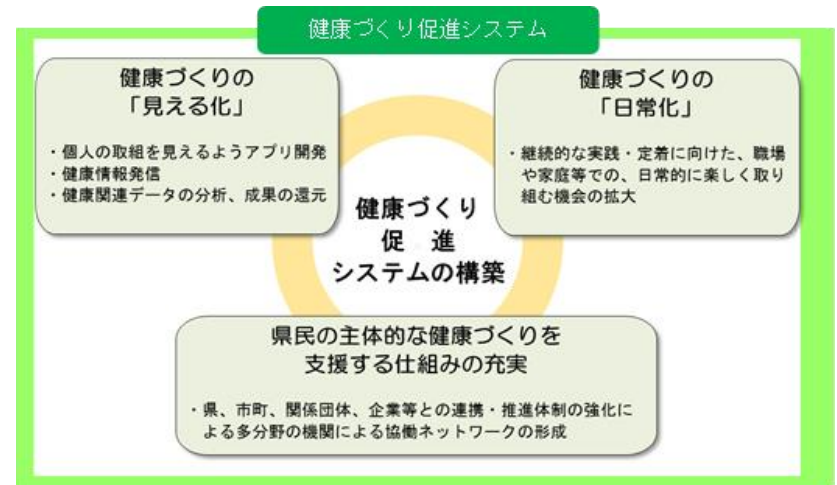 健康づくり促進システム
健康づくりの
「見える化」
・個人の取組を見えるようアプリ開発
・健康情報発信
・健康関連データの分析、成果の還元
健康づくりの
「日常化」
・継続的な実践・定着に向けた、職場
や家庭等での、日常的に楽しく取り
組む機会の拡大
健康づくり
促 進
システムの構築
県民の主体的な健康づくりを
支援する仕組みの充実
・県、市町、関係団体、企業等との連携・推進体制の強化に
よる多分野の機関による協働ネットワークの形成